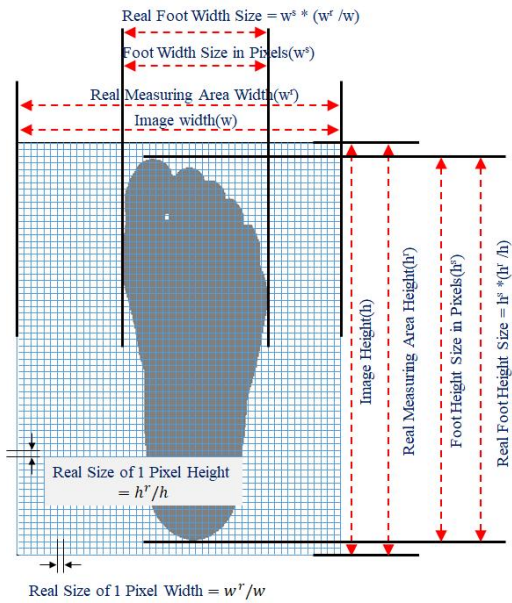 Real Foot Width Size = wˢ * (wʳ /w)
Foot Width Size in Pixels(wˢ)
Real Measuring Area Width(wʳ)
Image width(w)
Image Height(h)
Real Measuring Area Height(hʳ)
Foot Height Size in Pixels(hˢ)
Real Foot Height Size = hˢ *(hʳ /h)
Real Size of 1 Pixel Height
= hʳ/h
Real Size of 1 Pixel Width = wʳ/w